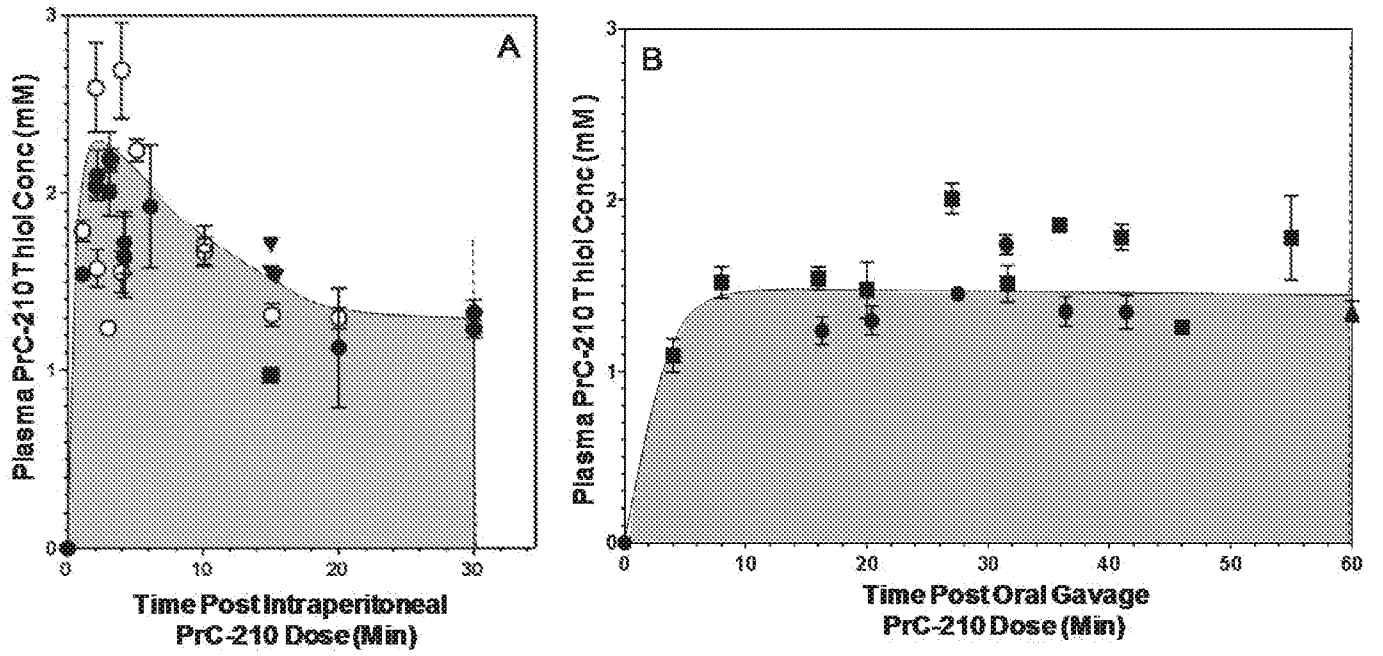 3
A
2
1
0
Plasma PrC-210 Thiol Conc (mM)
0 10 20 30
Time Post Intraperitoneal
PrC-210 Dose (Min)
3
B
2
1
0
Plasma PrC-210 Thiol Conc (mM)
0 10 20 30 40 50 60
Time Post Oral Gavage
PrC-210 Dose (Min)